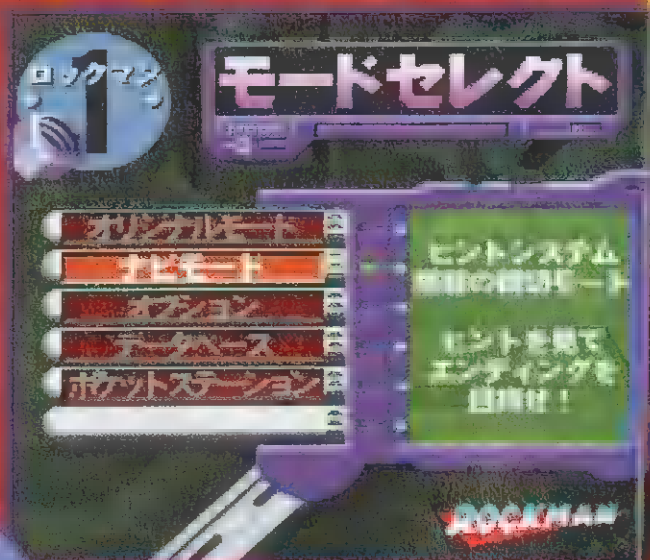 ロックマン
1
モードセレクト
オリジナルモード
ナビモード
オプション
データベース
ポケットステーション
ヒントシステム
ヒントを見て
エンディングを
目指せ!
ROCKMAN